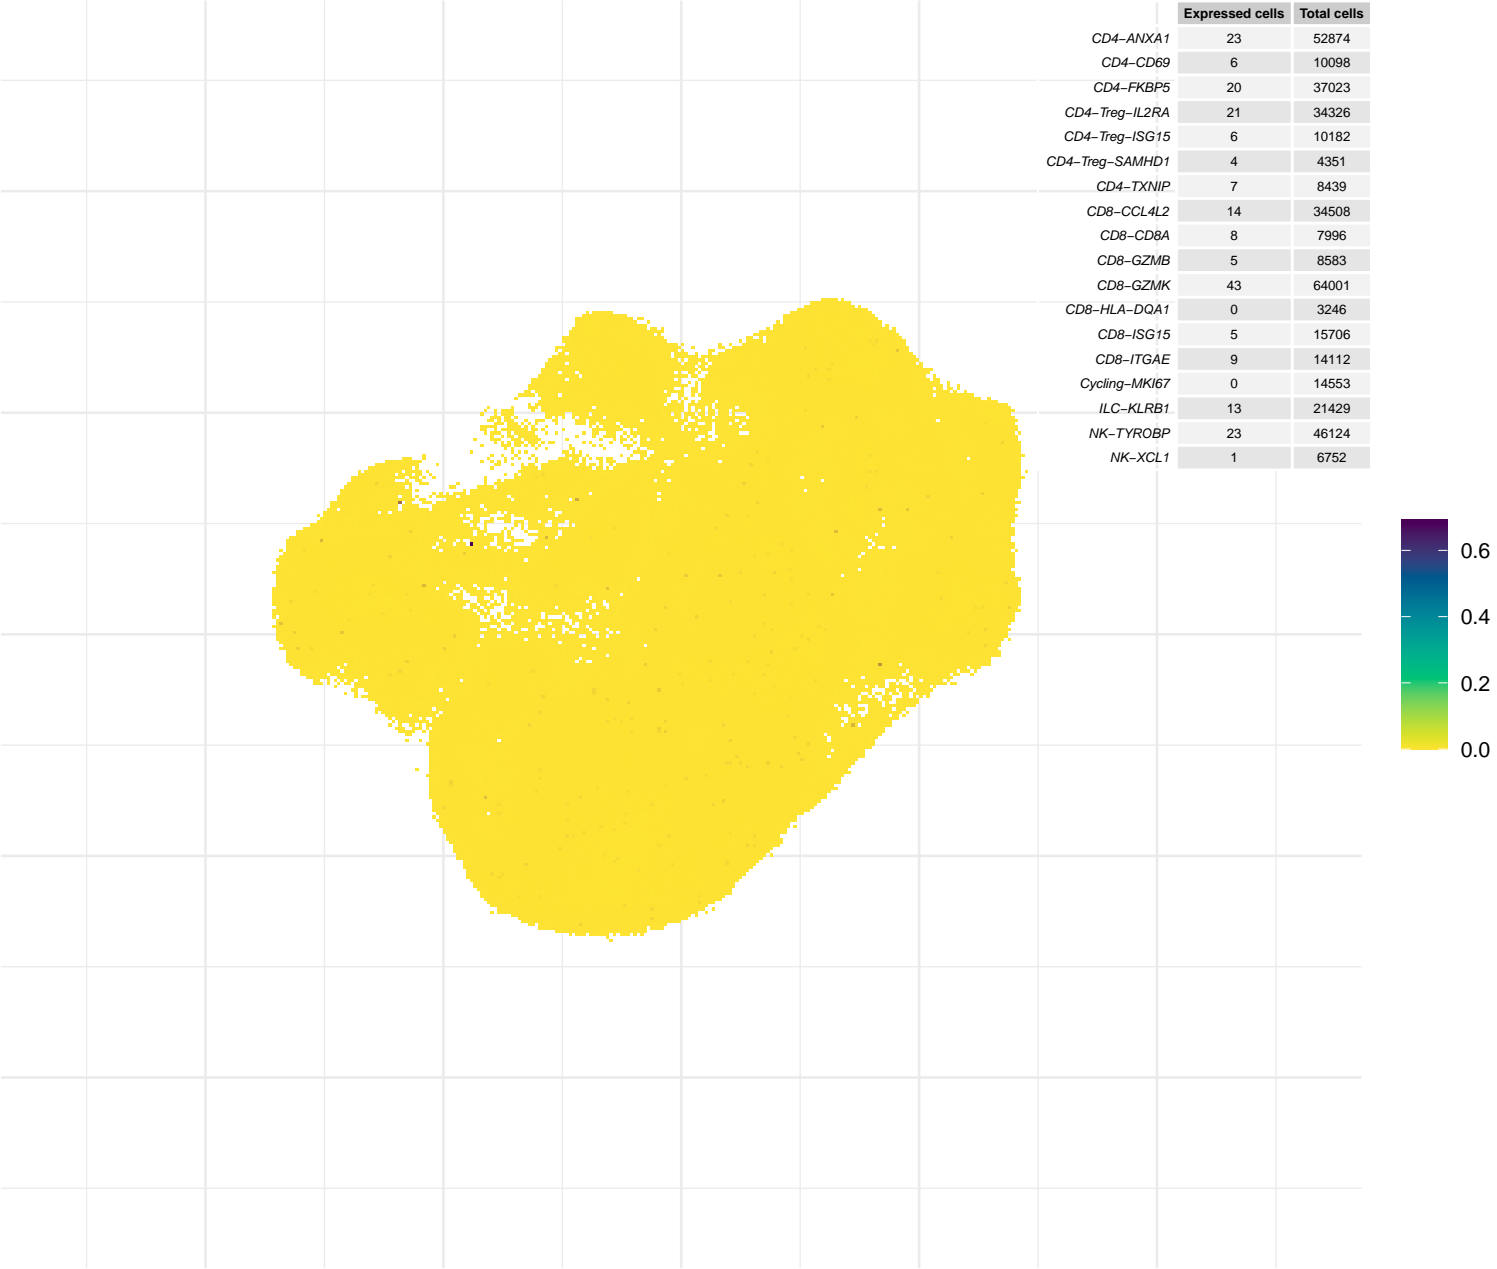 Expressed cells Total cells
CD4−ANXA1 23 52874
CD4−CD69 6 10098
CD4−FKBP5 20 37023
CD4−Treg−IL2RA 21 34326
CD4−Treg−ISG15 6 10182
CD4−Treg−SAMHD1 4 4351
CD4−TXNIP 7 8439
CD8−CCL4L2 14 34508
CD8−CD8A 8 7996
CD8−GZMB 5 8583
CD8−GZMK 43 64001
CD8−HLA−DQA1 0 3246
CD8−ISG15 5 15706
CD8−ITGAE 9 14112
Cycling−MKI67 0 14553
ILC−KLRB1 13 21429
NK−TYROBP 23 46124
NK−XCL1 1 6752
0.6
0.4
0.2
0.0